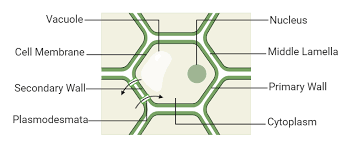 Vacuole
Nucleus
Cell Membrane
Middle Lamella
Secondary Wall
Primary Wall
Plasmodesmata
Cytoplasm